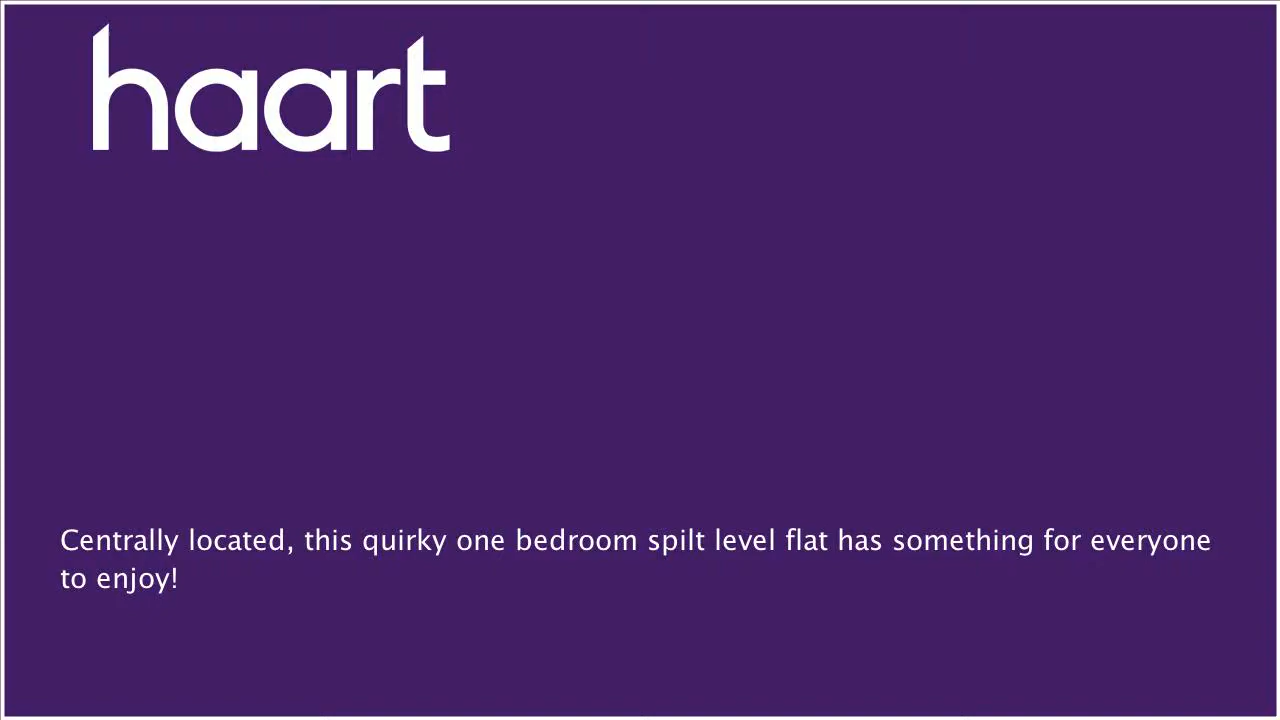 haart
Centrally located, this quirky one bedroom spilt level flat has something for everyone
to enjoy!